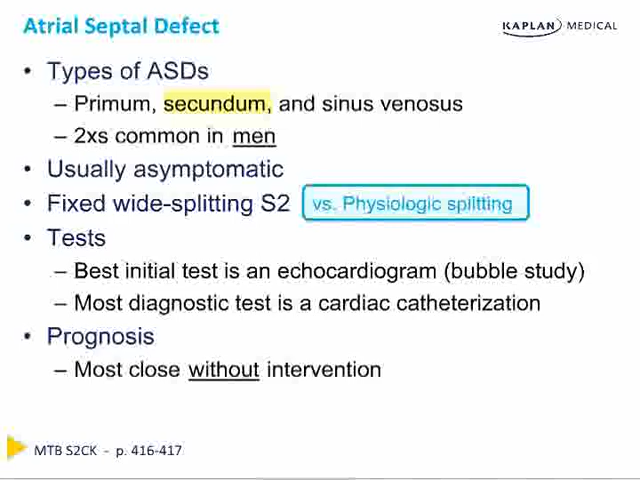 Atrial Septal Defect
KAPLAN MEDICAL
• Types of ASDs
– Primum, secundum, and sinus venosus
– 2xs common in men
• Usually asymptomatic
• Fixed wide-splitting S2 vs. Physiologic splitting
• Tests
– Best initial test is an echocardiogram (bubble study)
– Most diagnostic test is a cardiac catheterization
• Prognosis
– Most close without intervention
MTB S2CK - p. 416-417